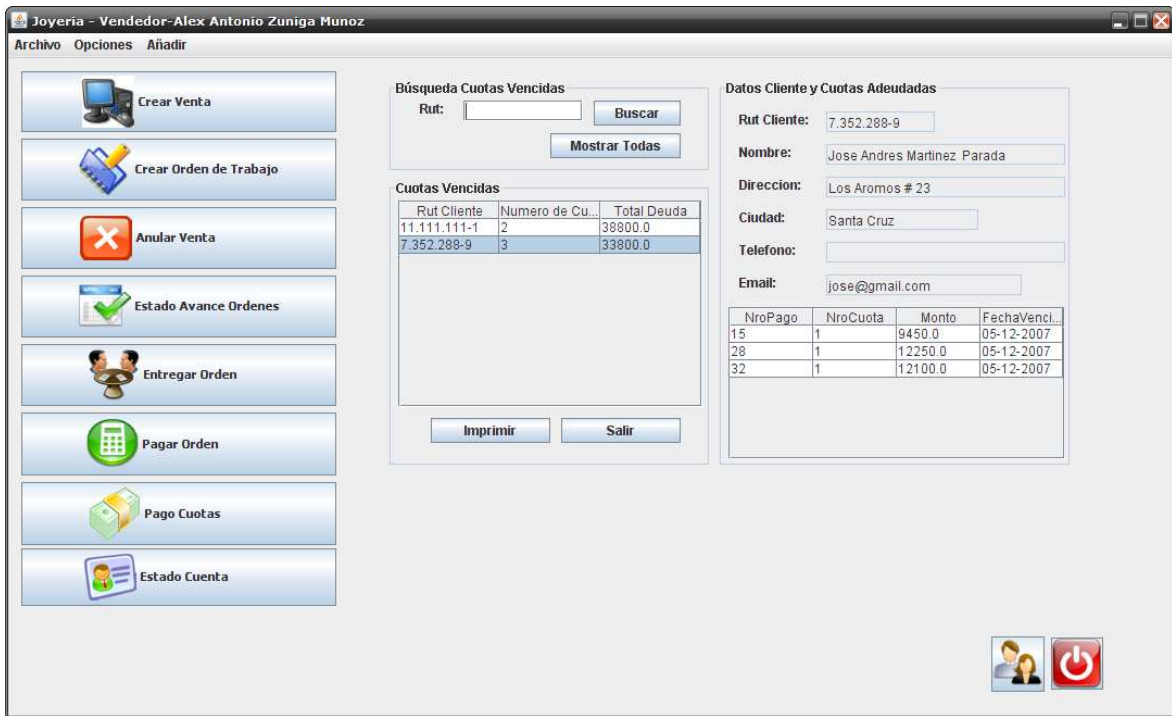 Joyeria - Vendedor-Alex Antonio Zuniga Munoz
Archivo Opciones Añadir
Crear Venta
Crear Orden de Trabajo
Anular Venta
Estado Avance Ordenes
Entregar Orden
Pagar Orden
Pago Cuotas
Estado Cuenta
Búsqueda Cuotas Vencidas
Rut: Buscar
Mostrar Todas
Cuotas Vencidas
Rut Cliente Numero de Cu... Total Deuda
11.111.111-1 2 38800.0
7.352.288-9 3 33800.0
Imprimir Salir
Datos Cliente y Cuotas Adeudadas
Rut Cliente: 7.352.288-9
Nombre: Jose Andres Martinez Parada
Direccion: Los Aromos # 23
Ciudad: Santa Cruz
Telefono:
Email: jose@gmail.com
NroPago NroCuota Monto FechaVenci...
15 1 9450.0 05-12-2007
28 1 12250.0 05-12-2007
32 1 12100.0 05-12-2007